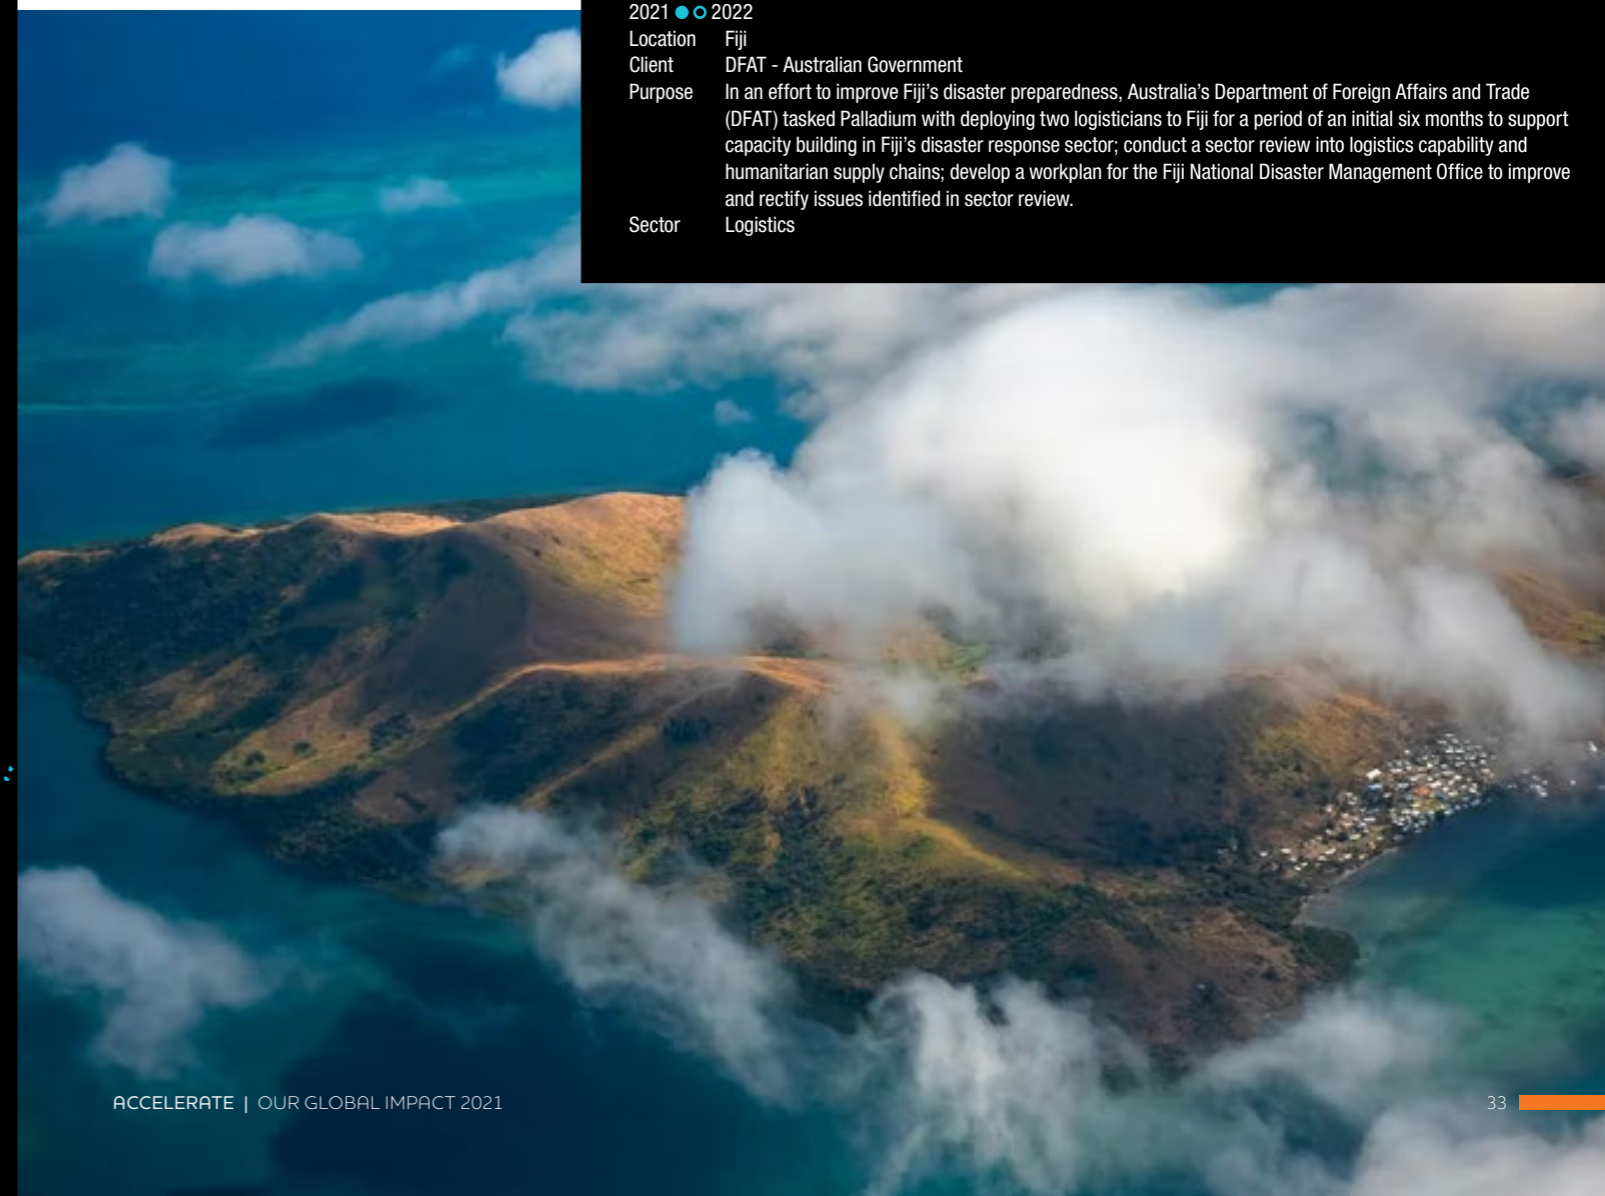 2021 2022
Location Fiji
Client DFAT - Australian Government
Purpose In an effort to improve Fiji's disaster preparedness, Australia's Department of Foreign Affairs and Trade
(DFAT) tasked Palladium with deploying two logisticians to Fiji for a period of an initial six months to support
capacity building in Fiji's disaster response sector; conduct a sector review into logistics capability and
humanitarian supply chains; develop a workplan for the Fiji National Disaster Management Office to improve
and rectify issues identified in sector review.
Sector Logistics
ACCELERATE | OUR GLOBAL IMPACT 2021
33